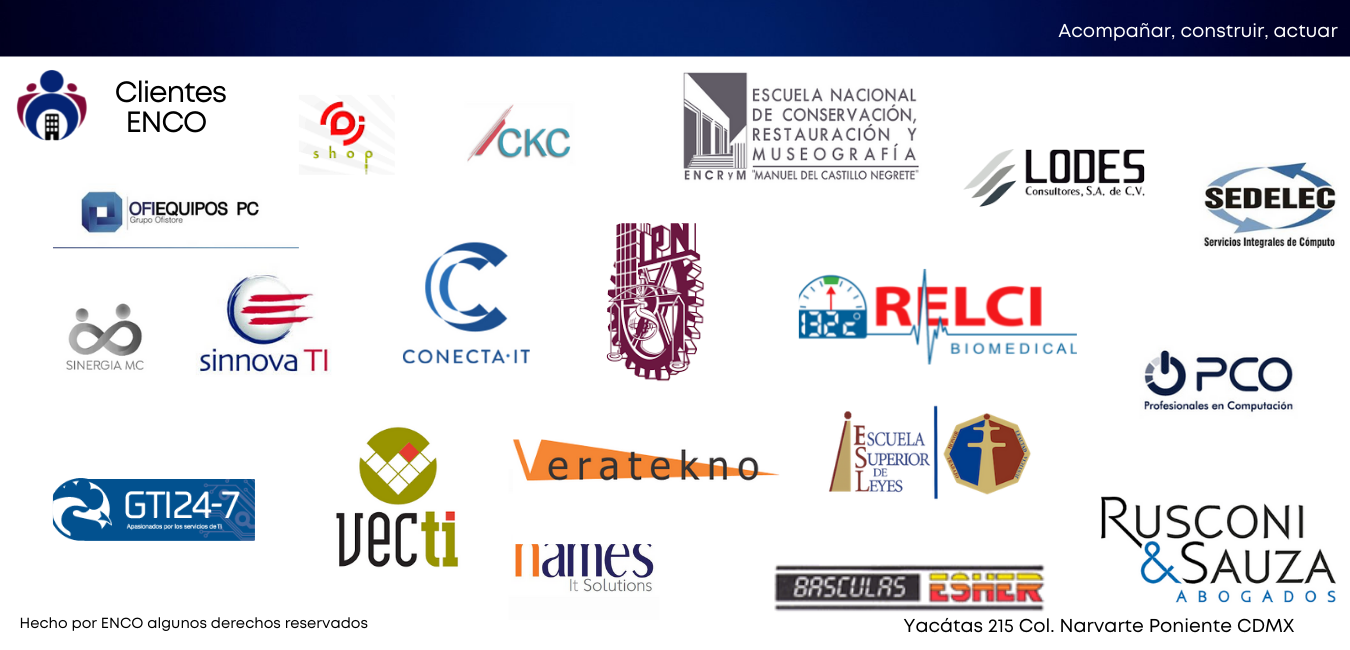 Acompañar, construir, actuar
Clientes
ENCO
shop
CKC
ESCUELA NACIONAL
DE CONSERVACIÓN,
RESTAURACIÓN Y
MUSEOGRAFÍA
ENCRyM "MANUEL DEL CASTILLO NEGRETE"
LODES
Consultores, S.A. de C.V.
SEDELEC
Servicios Integrales de Cómputo
OFIEQUIPOS PC
Grupo Ofistore
IPN
SINERGIA MC
sinnova TI
CONECTA·IT
132°c
RELCI
BIOMEDICAL
PCO
Profesionales en Computación
GTI24-7
Apasionados por los servicios de TI
vecti
Veratekno
ESCUELA
SUPERIOR
DE
LEYES
names
It Solutions
BASCULAS ESHER
RUSCONI
&SAUZA
ABOGADOS
Hecho por ENCO algunos derechos reservados
Yacátas 215 Col. Narvarte Poniente CDMX